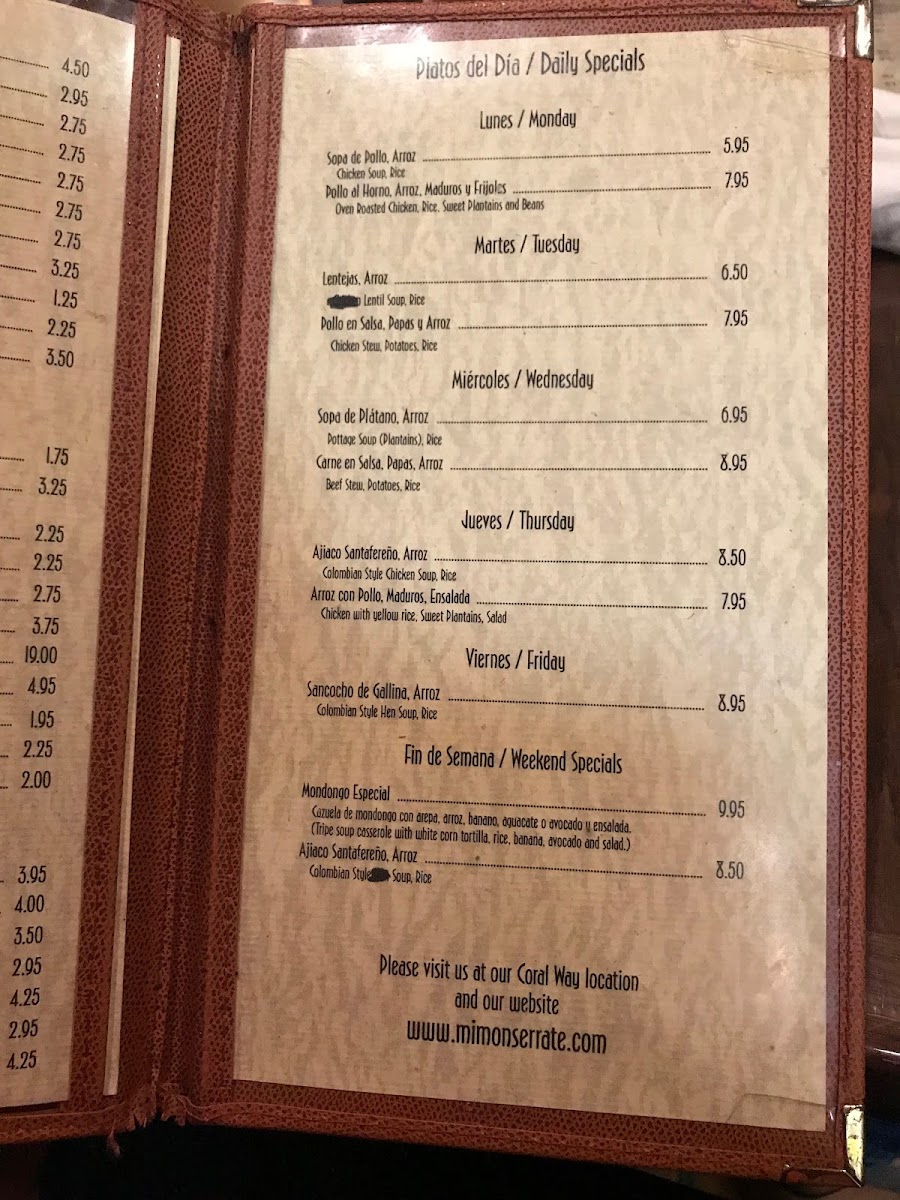 4.50
2.95
2.75
2.75
2.75
2.75
2.75
3.25
1.25
2.25
3.50
1.75
3.25
2.25
2.25
2.75
3.75
19.00
4.95
1.95
2.25
2.00
3.95
4.00
3.50
2.95
4.25
2.95
4.25
Platos del Día / Daily Specials
Lunes / Monday
Sopa de Pollo, Arroz 5.95
Chicken Soup, Rice
Pollo al Horno, Arroz, Maduros y Frijoles 7.95
Oven Roasted Chicken, Rice, Sweet Plantains and Beans
Martes / Tuesday
Lentejas, Arroz 6.50
Lentil Soup, Rice
Pollo en Salsa, Papas y Arroz 7.95
Chicken Stew, Potatoes, Rice
Miércoles / Wednesday
Sopa de Plátano, Arroz 6.95
Pottage Soup (Plantains), Rice
Carne en Salsa, Papas, Arroz 8.95
Beef Stew, Potatoes, Rice
Jueves / Thursday
Ajiaco Santafereño, Arroz 8.50
Colombian Style Chicken Soup, Rice
Arroz con Pollo, Maduros, Ensalada 7.95
Chicken with yellow rice, Sweet Plantains, Salad
Viernes / Friday
Sancocho de Gallina, Arroz 8.95
Colombian Style Hen Soup, Rice
Fin de Semana / Weekend Specials
Mondongo Especial 9.95
Cazuela de mondongo con arepa, arroz, banano, aguacate o avocado y ensalada.
(Tripe soup casserole with white corn tortilla, rice, banana, avocado and salad.)
Ajiaco Santafereño, Arroz 8.50
Colombian Style Soup, Rice
Please visit us at our Coral Way location
and our website
www.mimonserrate.com